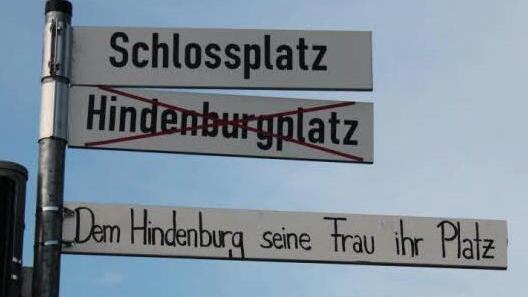 Schlossplatz
Hindenburgplatz
Dem Hindenburg seine Frau ihr Platz